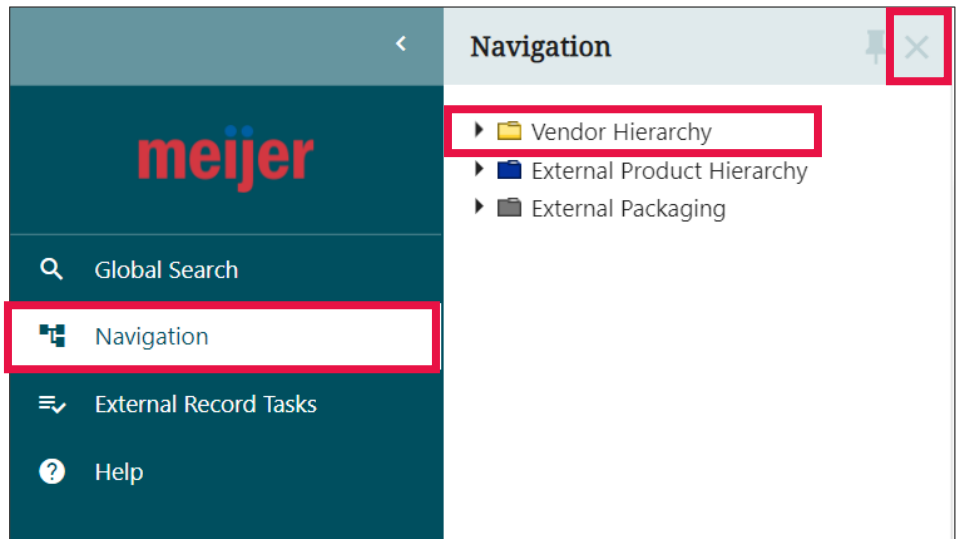 Navigation
meijer
Vendor Hierarchy
External Product Hierarchy
External Packaging
Global Search
Navigation
External Record Tasks
Help